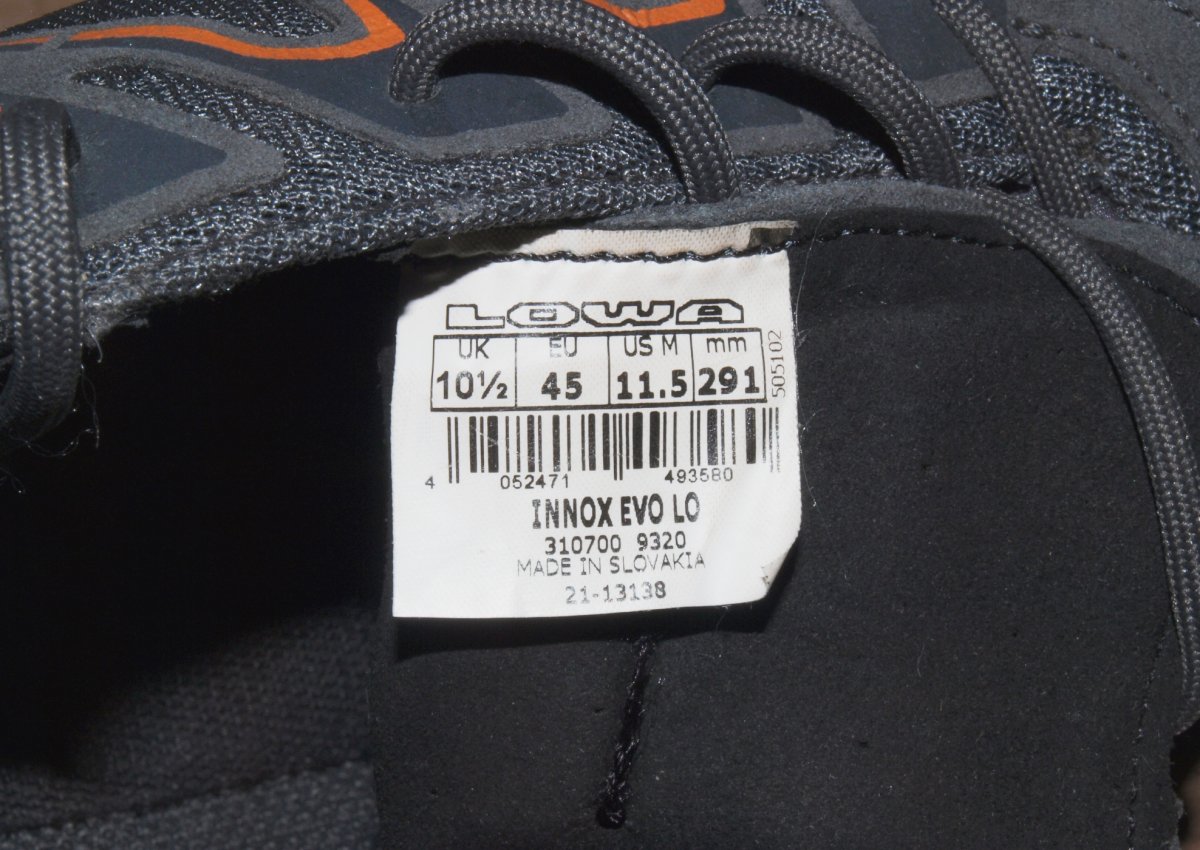 LOWA
UK EU US M mm
10½ 45 11.5 291
505102
4 052471 493580
INNOX EVO LO
310700 9320
MADE IN SLOVAKIA
21-13138